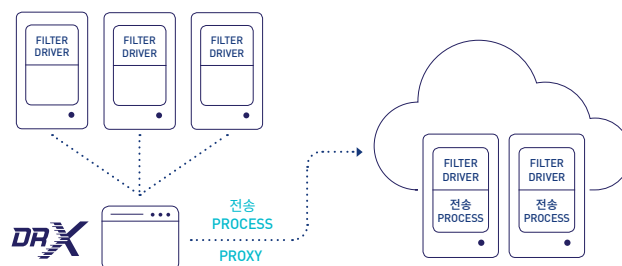 FILTER
DRIVER
FILTER
DRIVER
FILTER
DRIVER
FILTER
DRIVER
전송
PROCESS
FILTER
DRIVER
전송
PROCESS
DRX
전송
PROCESS
PROXY